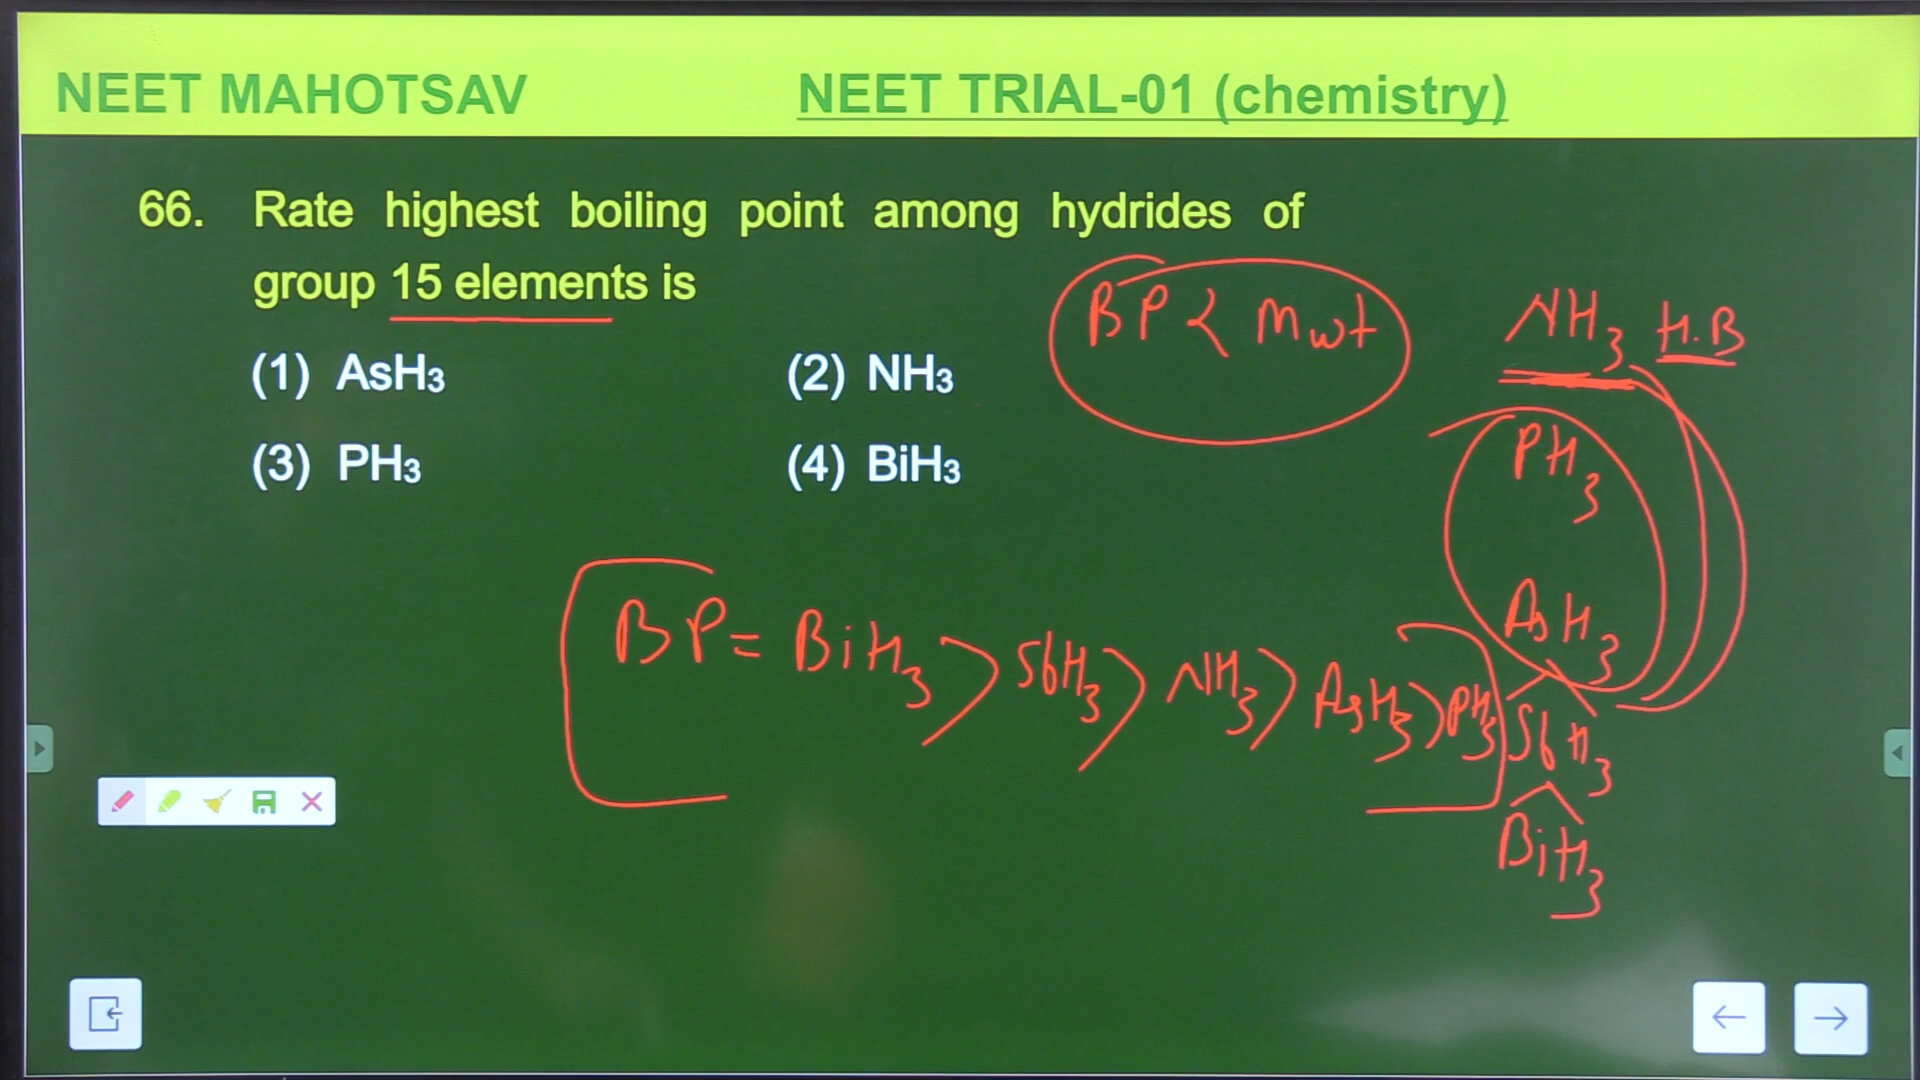 NEET MAHOTSAV NEET TRIAL-01 (chemistry)
66. Rate highest boiling point among hydrides of
group 15 elements is
(1) AsH3 (2) NH3
(3) PH3 (4) BiH3
BP < Mwt
NH3 H.B
PH3
AsH3
SbH3
BiH3
BP = BiH3 > SbH3 > NH3 > AsH3 > PH3